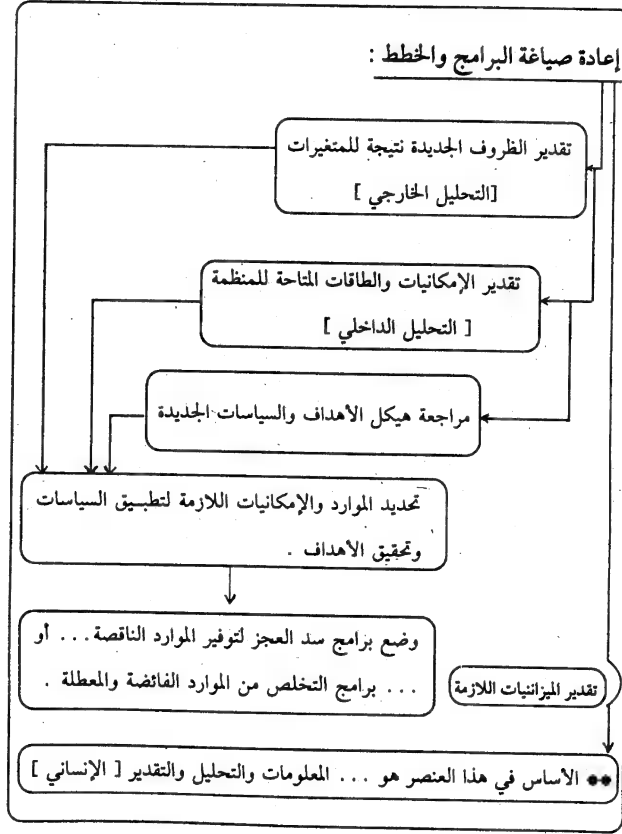 إعادة صياغة البرامج والخطط :
تقدير الظروف الجديدة نتيجة للمتغيرات
[التحليل الخارجي ]
تقدير الإمكانيات والطاقات المتاحة للمنظمة
[ التحليل الداخلي ]
مراجعة هيكل الأهداف والسياسات الجديدة
تحديد الموارد والإمكانيات اللازمة لتطبيق السياسات
وتحقيق الأهداف .
وضع برامج سد العجز لتوفير الموارد الناقصة ... أو
... برامج التخلص من الموارد الفائضة والمعطلة .
تقدير الميزانيات اللازمة
●● الأساس في هذا العنصر هو ... المعلومات والتحليل والتقدير [ الإنساني ]